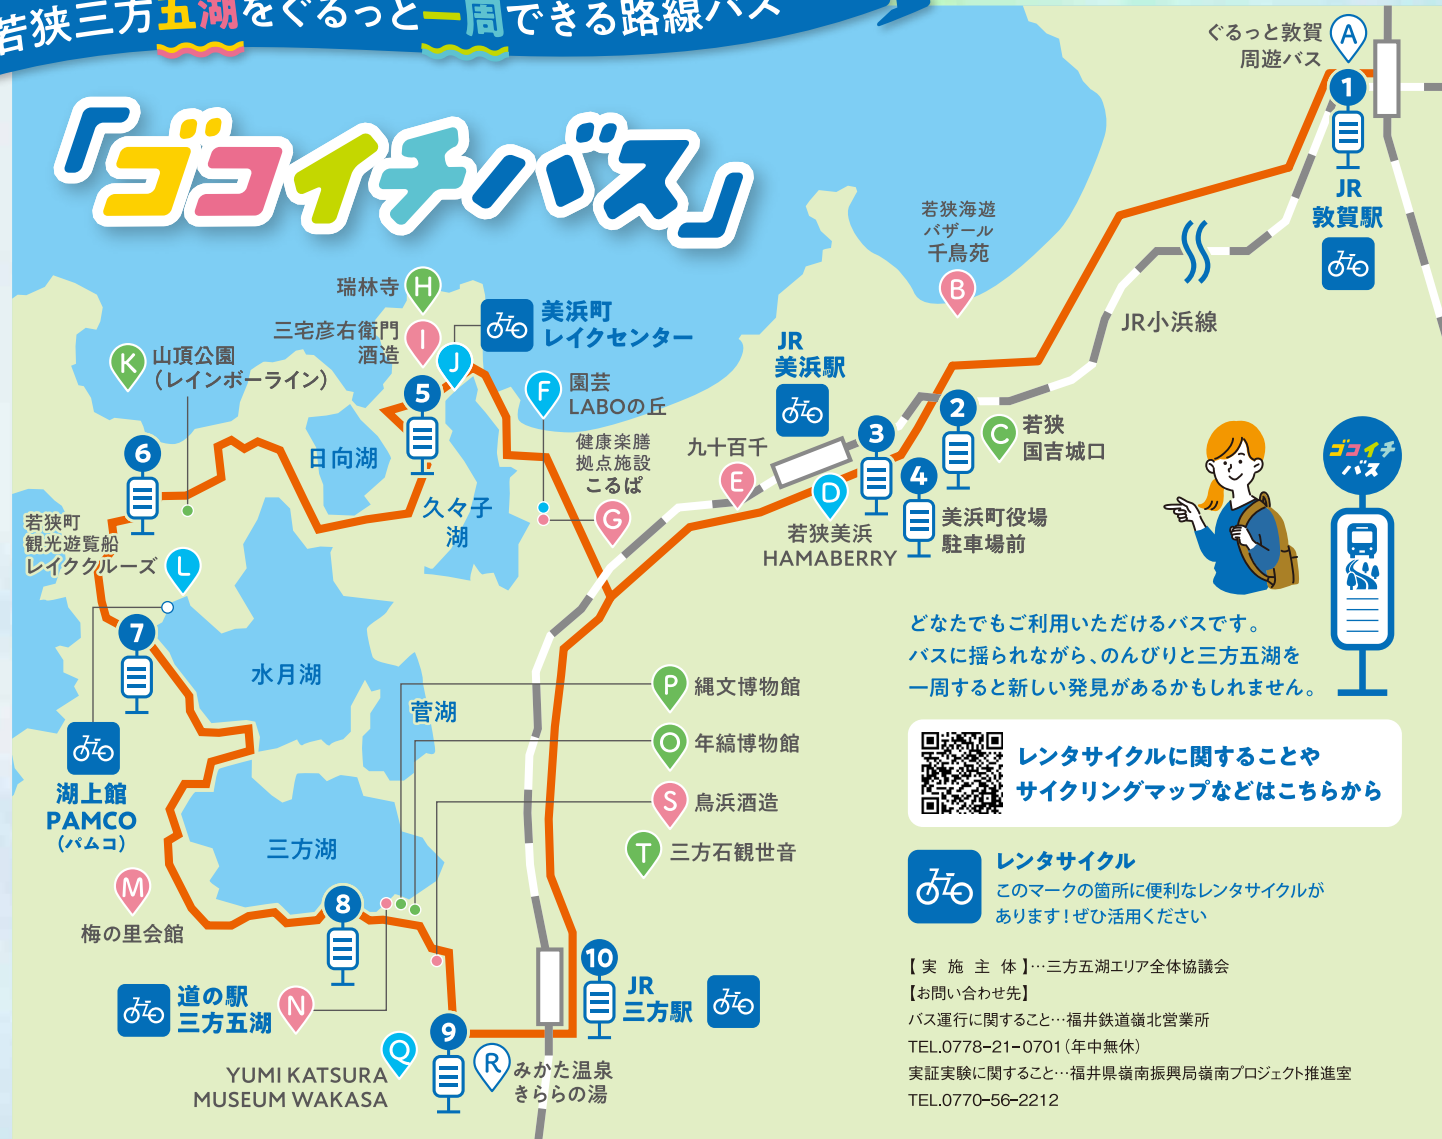 若狭三方五湖をぐるっと一周できる路線バス
「ゴコイチバス」
ぐるっと敦賀
周遊バス
A
1
JR
敦賀駅
若狭海遊
バザール
千鳥苑
B
JR小浜線
瑞林寺
H
三宅彦右衛門
酒造
I
J
美浜町
レイクセンター
K
山頂公園
(レインボーライン)
5
F
園芸
LABOの丘
JR
美浜駅
2
C
若狭
国吉城口
3
4
美浜町役場
駐車場前
健康楽膳
拠点施設
こるぱ
G
九十百千
E
D
若狭美浜
HAMABERRY
6
日向湖
久々子
湖
若狭町
観光遊覧船
レイククルーズ
L
7
水月湖
菅湖
湖上館
PAMCO
(パムコ)
三方湖
P
縄文博物館
O
年縞博物館
S
鳥浜酒造
T
三方石観世音
M
梅の里会館
8
道の駅
三方五湖
N
9
10
JR
三方駅
Q
YUMI KATSURA
MUSEUM WAKASA
R
みかた温泉
きららの湯
ゴコイチ
バス
どなたでもご利用いただけるバスです。
バスに揺られながら、のんびりと三方五湖を
一周すると新しい発見があるかもしれません。
レンタサイクルに関することや
サイクリングマップなどはこちらから
レンタサイクル
このマークの箇所に便利なレンタサイクルが
あります!ぜひ活用ください
【実施主体】…三方五湖エリア全体協議会
【お問い合わせ先】
バス運行に関すること…福井鉄道嶺北営業所
TEL.0778-21-0701(年中無休)
実証実験に関すること…福井県嶺南振興局嶺南プロジェクト推進室
TEL.0770-56-2212